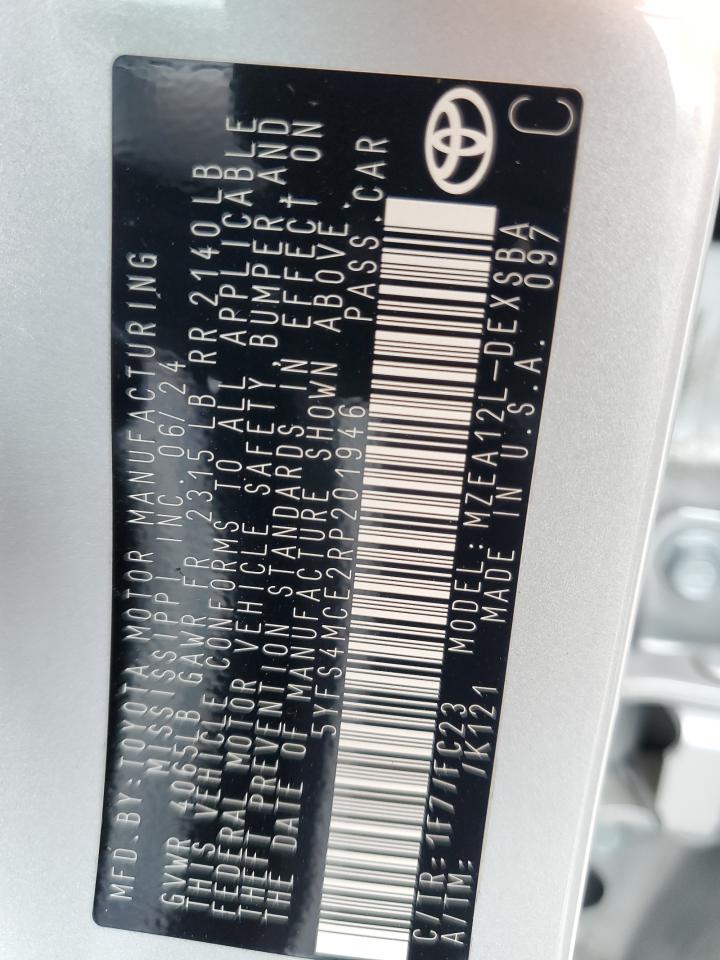 MFD.BY:TOYOTA MOTOR MANUFACTURING
MISSISSIPPI INC. 06/24
GVWR 4065LB GAWR FR 2315 LB RR 2140LB
THIS VEHICLE CONFORMS TO ALL APPLICABLE
FEDERAL MOTOR VEHICLE SAFETY, BUMPER AND
THEFT PREVENTION STANDARDS IN EFFECT ON
THE DATE OF MANUFACTURE SHOWN ABOVE.
5YFS4MCE2RP201946 PASS.CAR
C/TR: 1F7/FC23 MODEL:MZEA12L-DEXSBA
A/TM: /K121 MADE IN U.S.A. 097
C